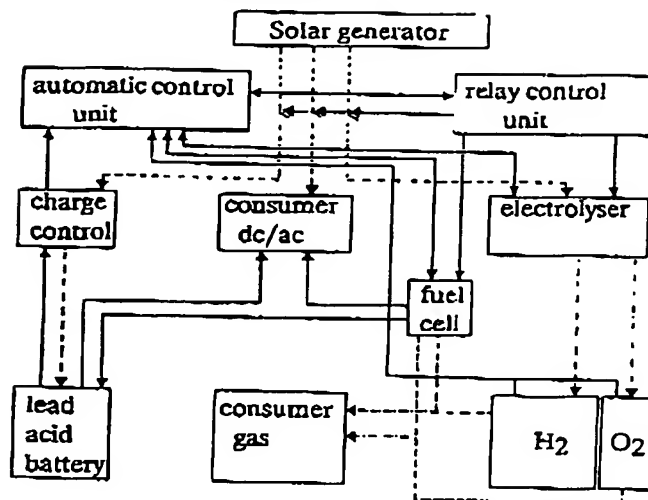 Solar generator
automatic control
unit
relay control
unit
charge
control
consumer
dc/ac
electrolyser
fuel
cell
lead
acid
battery
consumer
gas
H2
O2